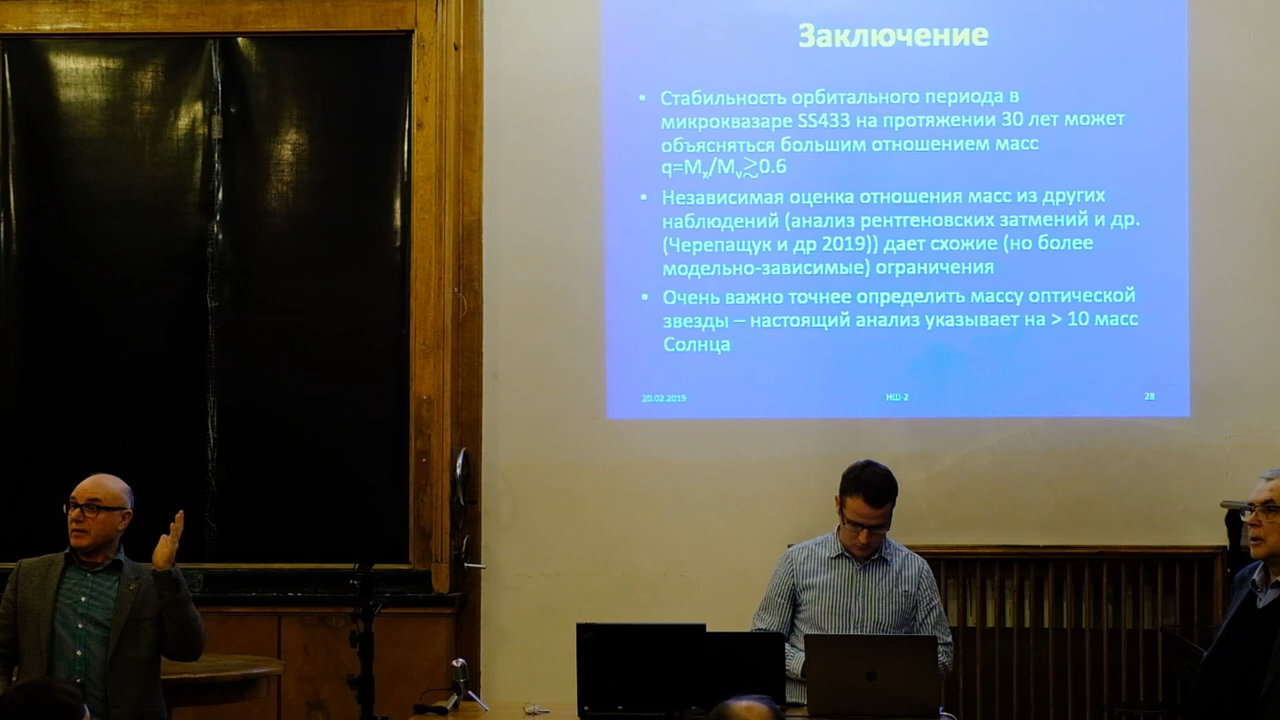 Заключение
• Стабильность орбитального периода в
микроквазаре SS433 на протяжении 30 лет может
объясняться большим отношением масс
q=Mx/Mv≳0.6
• Независимая оценка отношения масс из других
наблюдений (анализ рентгеновских затмений и др.
(Черепащук и др 2019)) дает схожие (но более
модельно-зависимые) ограничения
• Очень важно точнее определить массу оптической
звезды – настоящий анализ указывает на > 10 масс
Солнца
20.02.2019 НШ-2 28